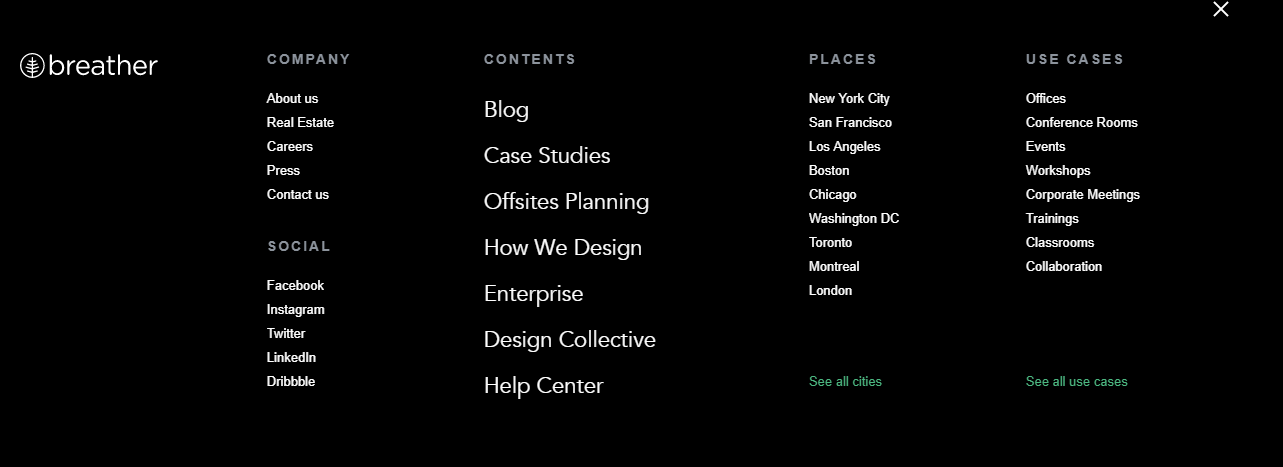 breather
COMPANY
About us
Real Estate
Careers
Press
Contact us
SOCIAL
Facebook
Instagram
Twitter
LinkedIn
Dribbble
CONTENTS
Blog
Case Studies
Offsites Planning
How We Design
Enterprise
Design Collective
Help Center
PLACES
New York City
San Francisco
Los Angeles
Boston
Chicago
Washington DC
Toronto
Montreal
London
See all cities
USE CASES
Offices
Conference Rooms
Events
Workshops
Corporate Meetings
Trainings
Classrooms
Collaboration
See all use cases